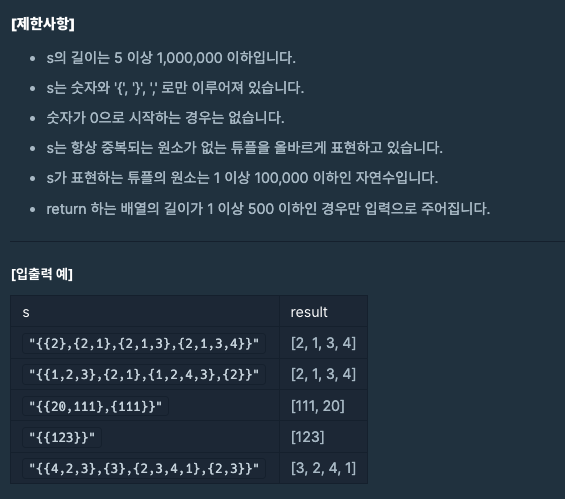 [제한사항]
• s의 길이는 5 이상 1,000,000 이하입니다.
• s는 숫자와 '{', '}', ',' 로만 이루어져 있습니다.
• 숫자가 0으로 시작하는 경우는 없습니다.
• s는 항상 중복되는 원소가 없는 튜플을 올바르게 표현하고 있습니다.
• s가 표현하는 튜플의 원소는 1 이상 100,000 이하인 자연수입니다.
• return 하는 배열의 길이가 1 이상 500 이하인 경우만 입력으로 주어집니다.
[입출력 예]
s result
"{{2},{2,1},{2,1,3},{2,1,3,4}}" [2, 1, 3, 4]
"{{1,2,3},{2,1},{1,2,4,3},{2}}" [2, 1, 3, 4]
"{{20,111},{111}}" [111, 20]
"{{123}}" [123]
"{{4,2,3},{3},{2,3,4,1},{2,3}}" [3, 2, 4, 1]